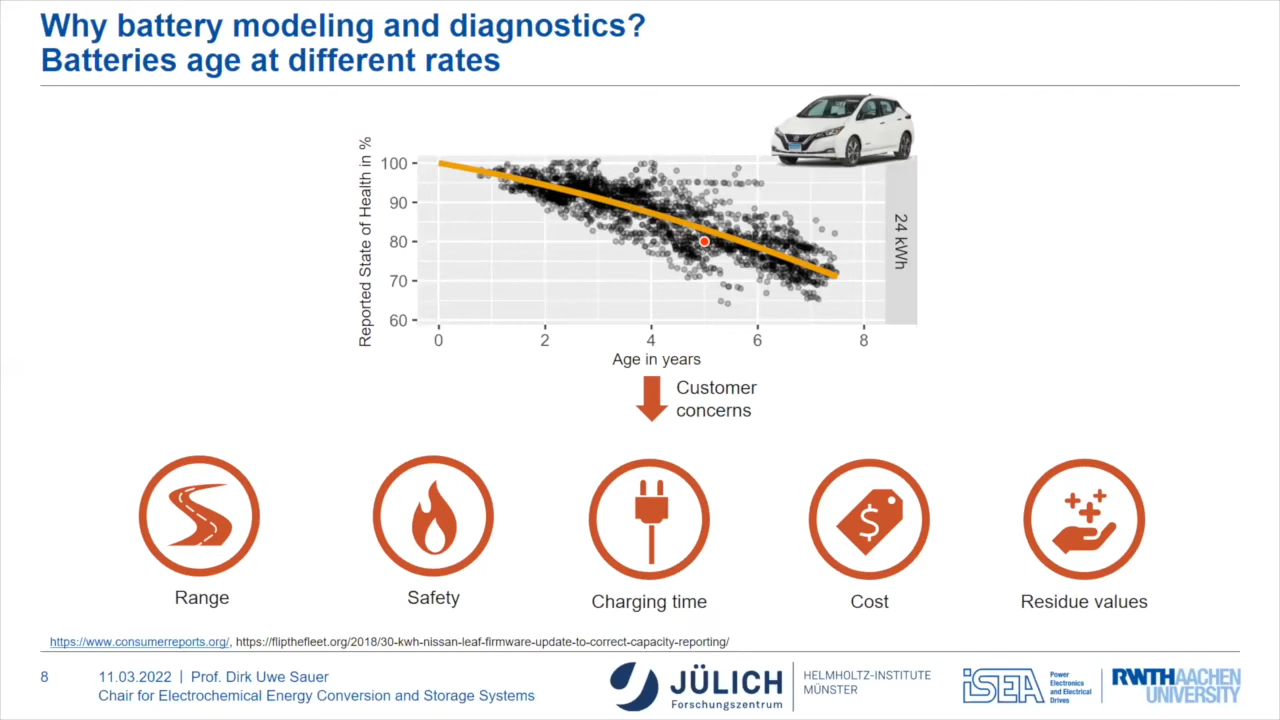 Why battery modeling and diagnostics?
Batteries age at different rates
Reported State of Health in %
100
90
80
70
60
0
2
4
6
8
Age in years
24 kWh
Customer
concerns
Range
Safety
Charging time
Cost
Residue values
https://www.consumerreports.org/, https://flipthefleet.org/2018/30-kwh-nissan-leaf-firmware-update-to-correct-capacity-reporting/
8
11.03.2022 | Prof. Dirk Uwe Sauer
Chair for Electrochemical Energy Conversion and Storage Systems
JÜLICH
Forschungszentrum
HELMHOLTZ-INSTITUTE
MÜNSTER
iSEA
Power
Electronics
and Electrical
Drives
RWTHAACHEN
UNIVERSITY